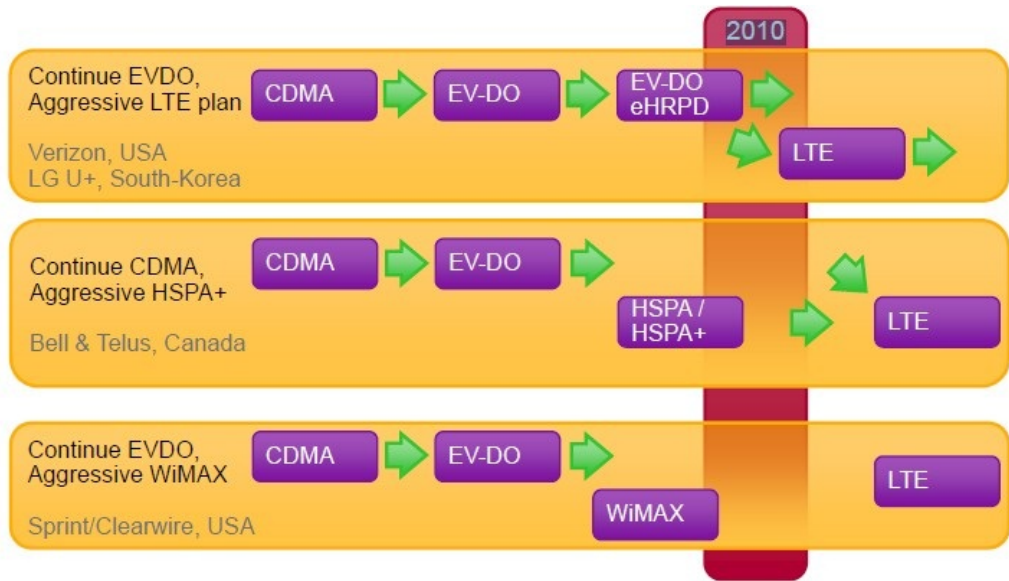 2010
Continue EVDO,
Aggressive LTE plan
Verizon, USA
LG U+, South-Korea
CDMA
EV-DO
EV-DO
eHRPD
LTE
Continue CDMA,
Aggressive HSPA+
Bell & Telus, Canada
CDMA
EV-DO
HSPA /
HSPA+
LTE
Continue EVDO,
Aggressive WiMAX
Sprint/Clearwire, USA
CDMA
EV-DO
WiMAX
LTE